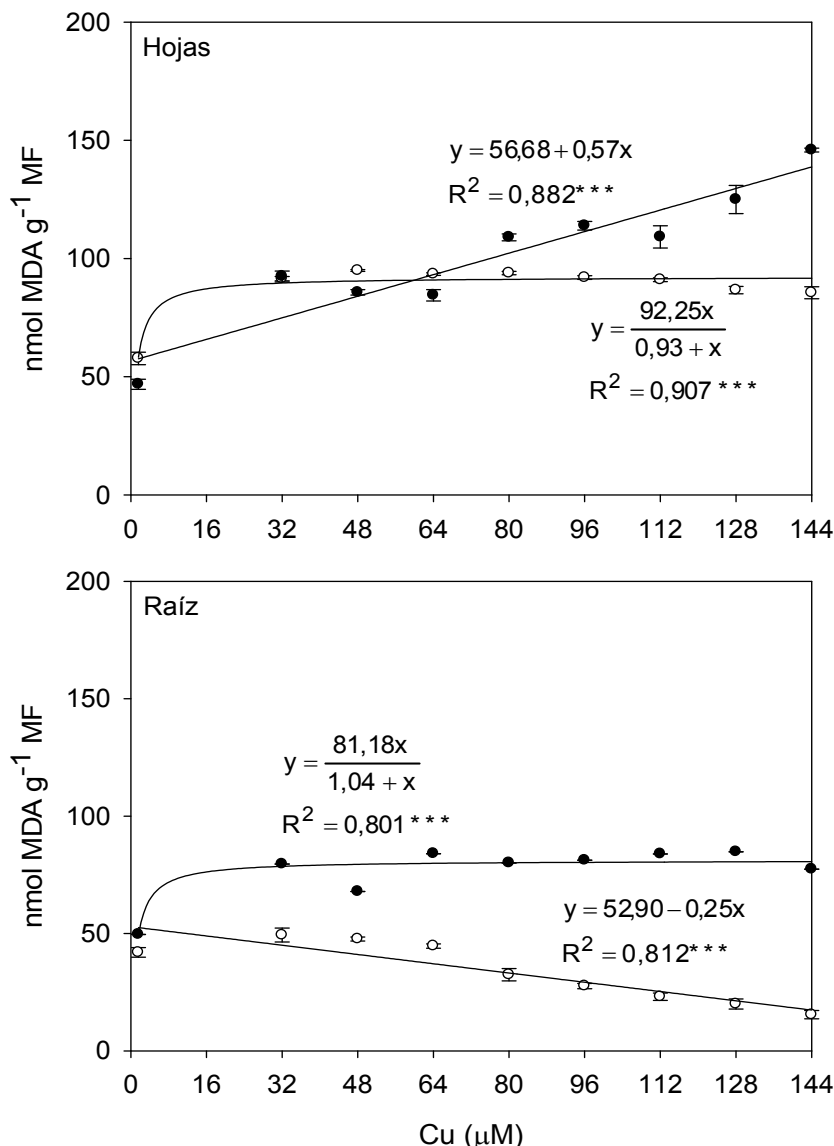 200
Hojas
150
y = 56,68 + 0,57x
R² = 0,882***
100
y = 92,25x
0,93 + x
R² = 0,907 ***
50
0
nmol MDA g⁻¹ MF
0 16 32 48 64 80 96 112 128 144
200
Raíz
150
y = 81,18x
1,04 + x
R² = 0,801***
100
y = 52,90 – 0,25x
R² = 0,812***
50
0
nmol MDA g⁻¹ MF
0 16 32 48 64 80 96 112 128 144
Cu (μM)